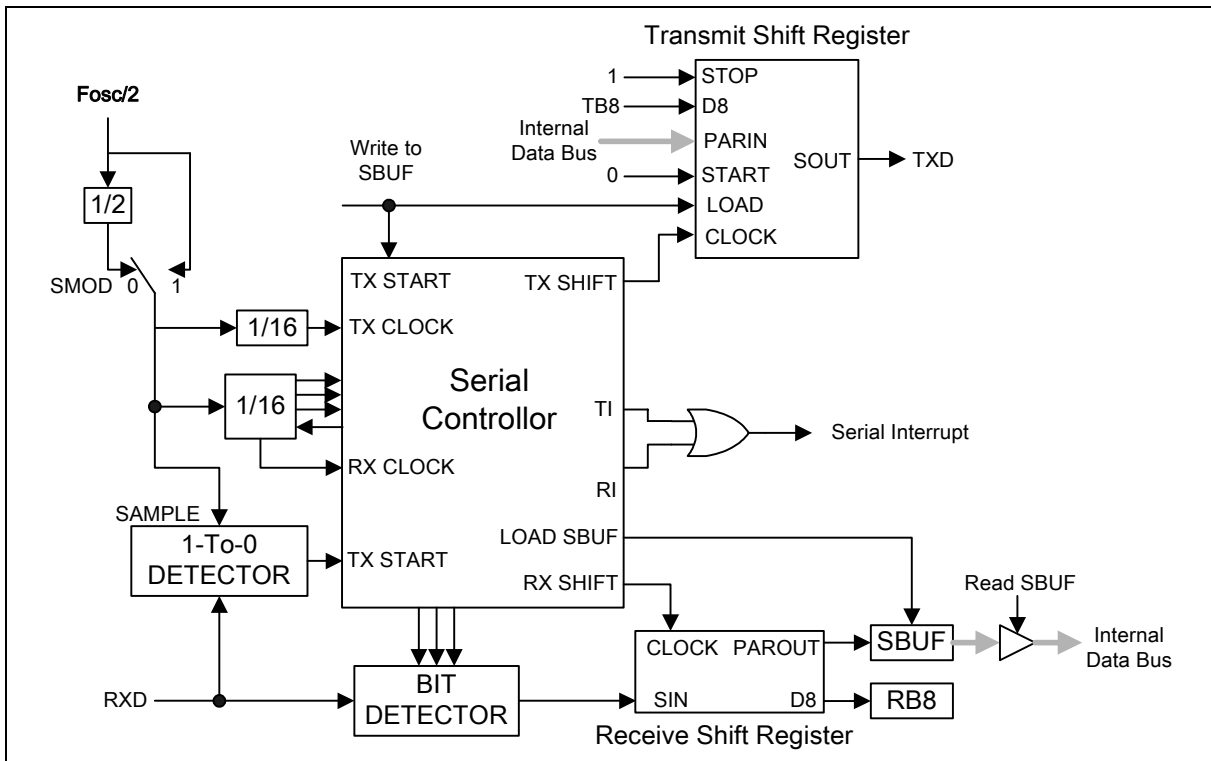 Transmit Shift Register
1
STOP
Fosc/2
TB8
D8
Internal
Data Bus
PARIN
SOUT
TXD
Write to
SBUF
0
START
1/2
LOAD
CLOCK
SMOD 0 1
TX START
TX SHIFT
1/16
TX CLOCK
Serial
Controllor
1/16
TI
Serial Interrupt
RX CLOCK
RI
SAMPLE
LOAD SBUF
1-To-0
DETECTOR
TX START
RX SHIFT
Read SBUF
CLOCK PAROUT
SBUF
Internal
Data Bus
RXD
BIT
DETECTOR
SIN D8
RB8
Receive Shift Register